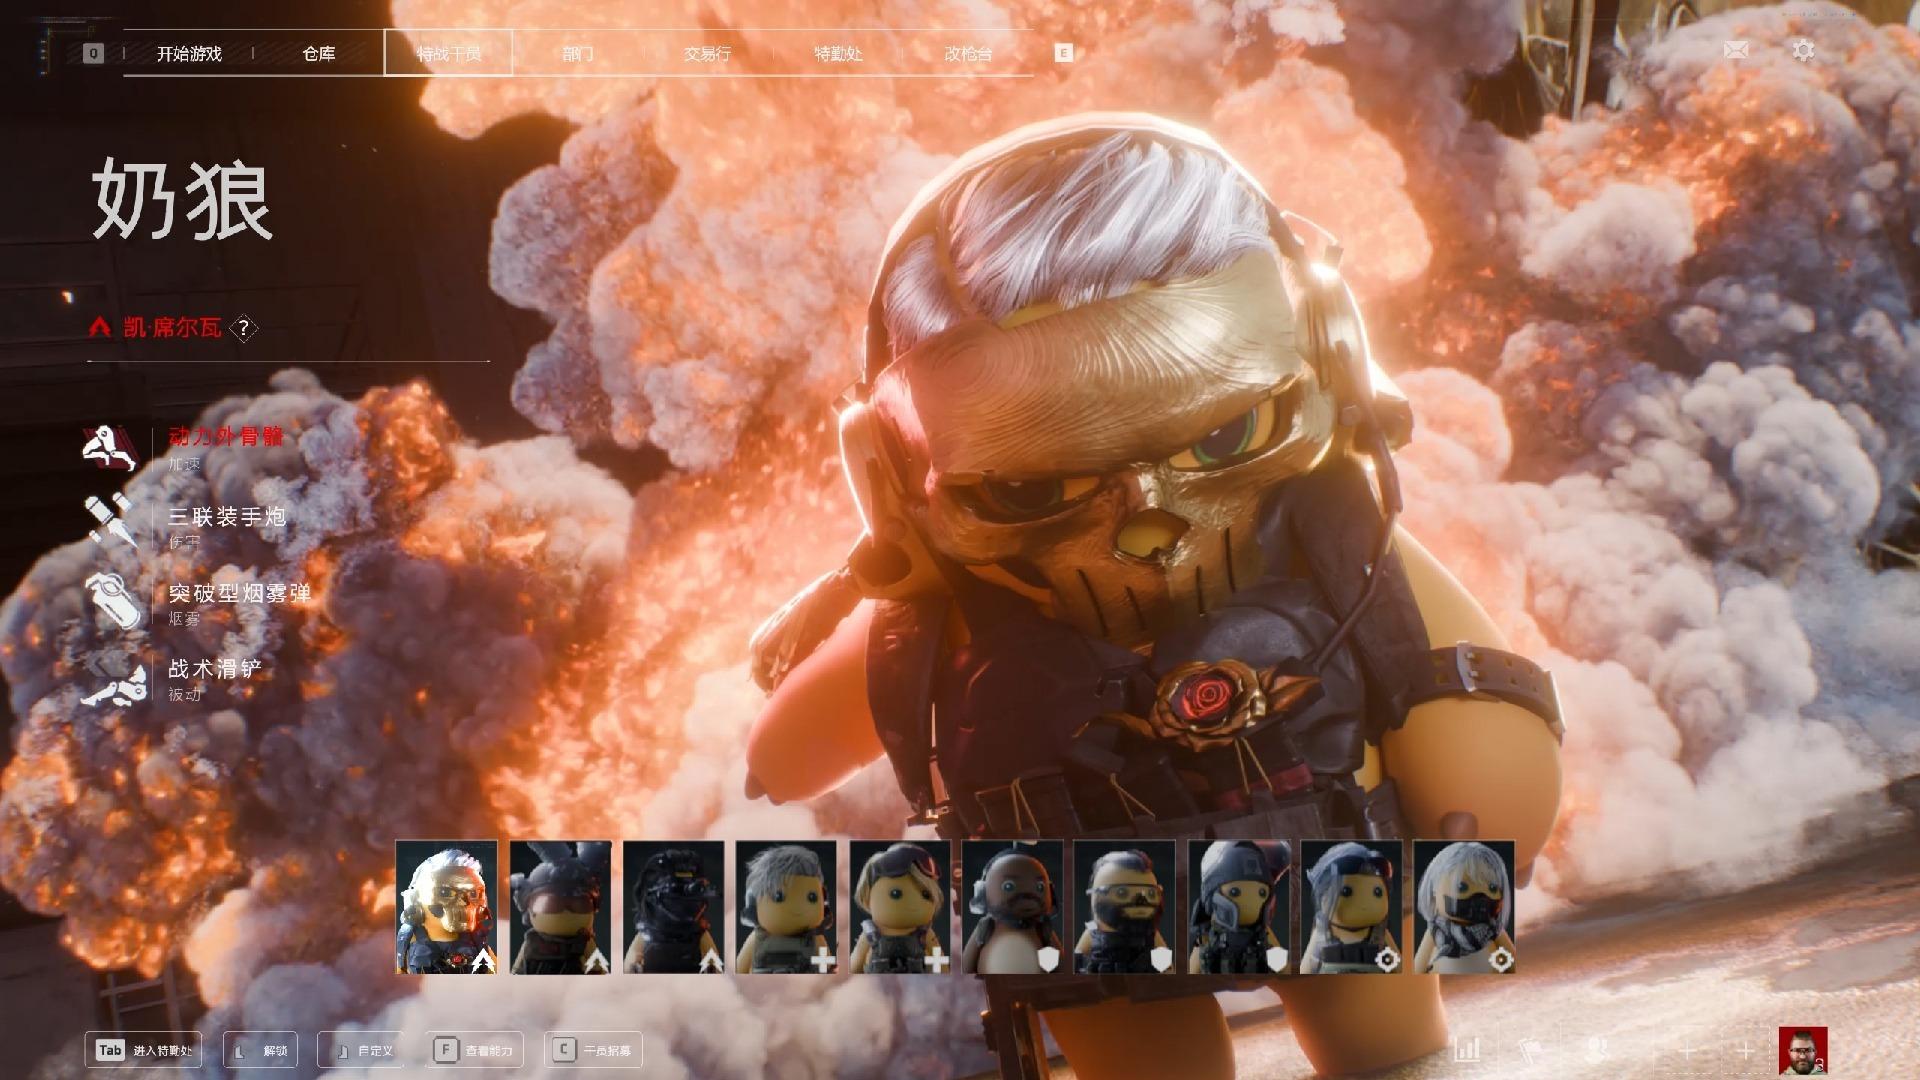 Q 开始游戏 仓库 特战干员 部门 交易行 特勤处 改枪台 E
奶狼
凯·席尔瓦 ?
动力外骨骼
加速
三联装手炮
伤害
突破型烟雾弹
烟雾
战术滑铲
被动
Tab 进入特勤处 L 解锁 J 自定义 F 查看能力 C 干员招募